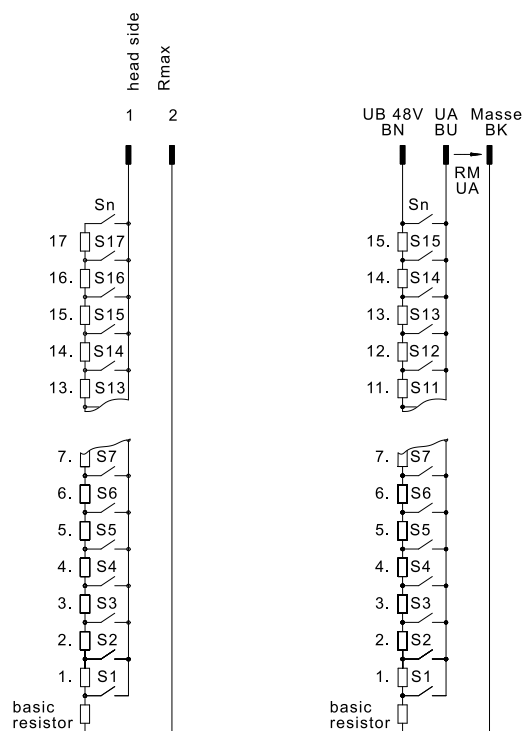 head side
Rmax
1 2
Sn
17 S17
16. S16
15. S15
14. S14
13. S13
7. S7
6. S6
5. S5
4. S4
3. S3
2. S2
1. S1
basic
resistor
UB 48V UA Masse
BN BU BK
RM
UA
Sn
15. S15
14. S14
13. S13
12. S12
11. S11
7. S7
6. S6
5. S5
4. S4
3. S3
2. S2
1. S1
basic
resistor